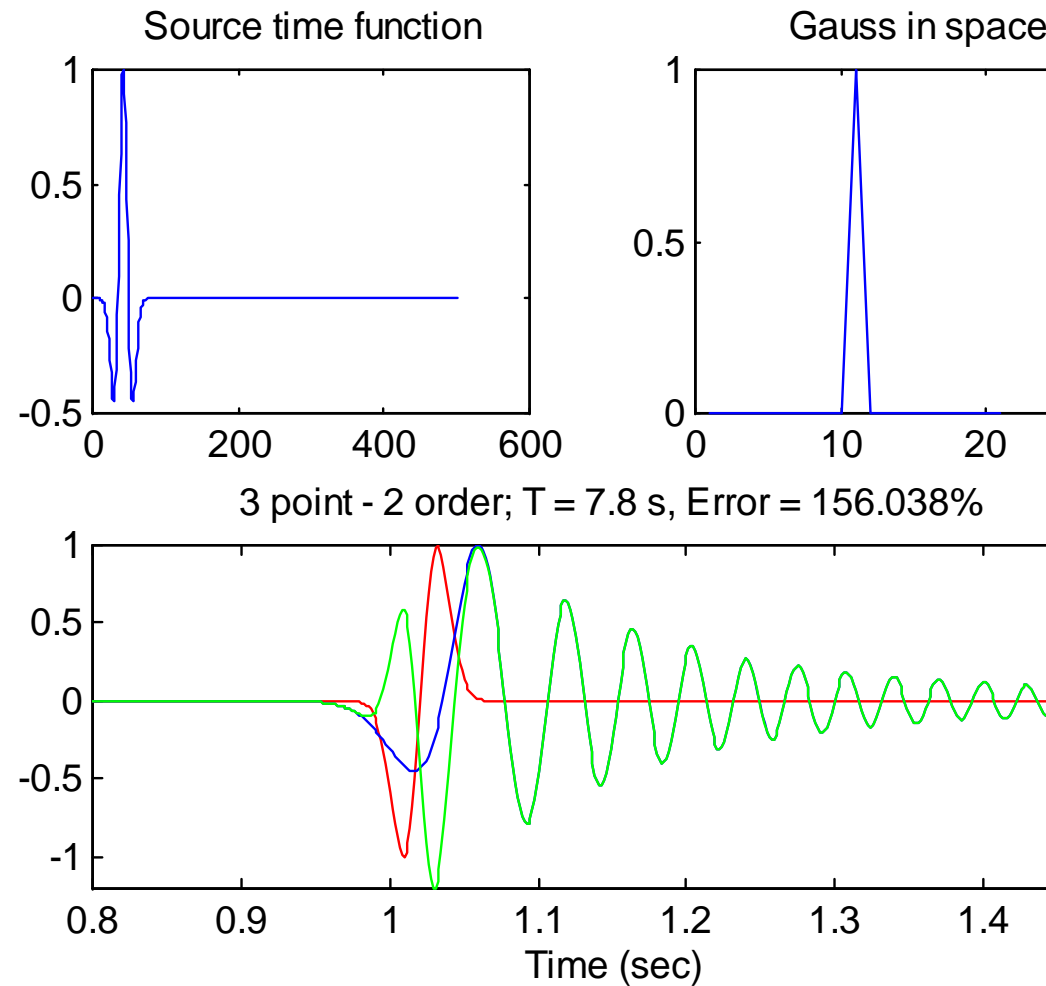 Source time function
Gauss in space
1
0.5
0
-0.5
0 200 400 600
1
0.5
0
0 10 20
3 point - 2 order; T = 7.8 s, Error = 156.038%
1
0.5
0
-0.5
-1
0.8 0.9 1 1.1 1.2 1.3 1.4
Time (sec)